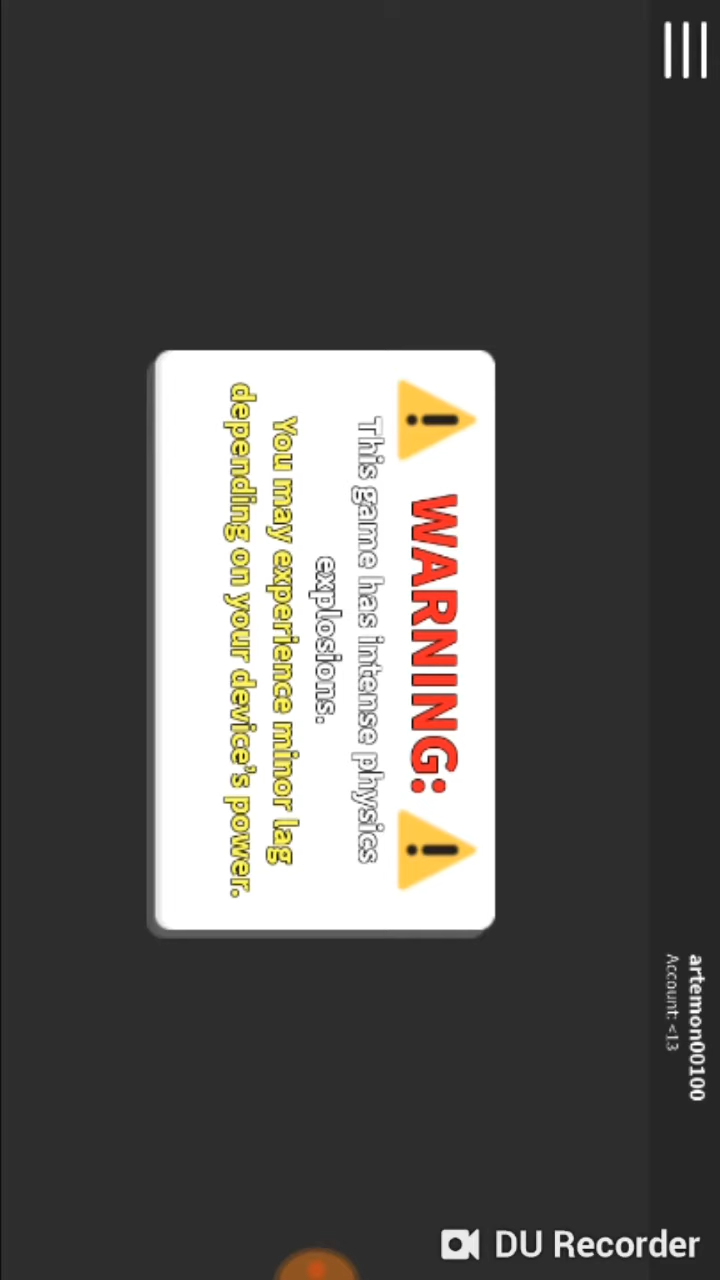 artemon00100
Account: <13
WARNING:
This game has intense physics
explosions.
You may experience minor lag
depending on your device's power.
DU Recorder